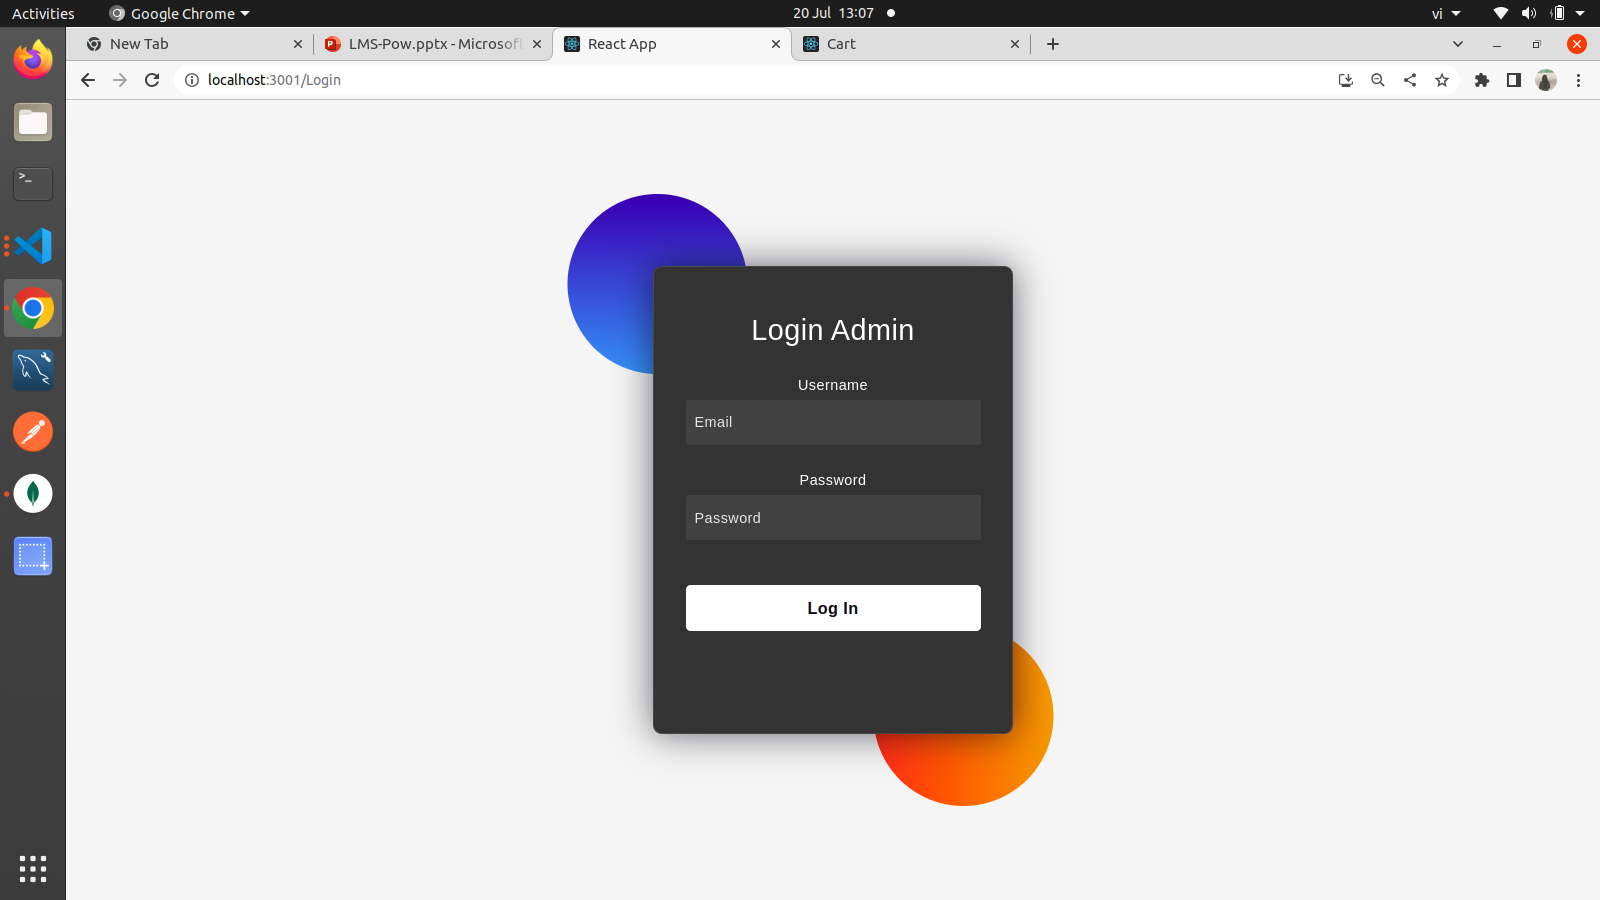 Activities
Google Chrome
20 Jul 13:07
vi
New Tab
LMS-Pow.pptx - Microsoft
React App
Cart
localhost:3001/Login
>_
P
Login Admin
Username
Email
Password
Password
Log In